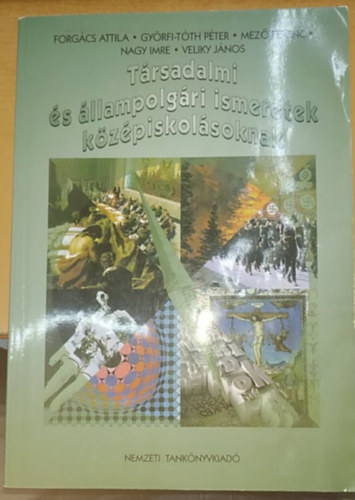 FORGÁCS ATTILA • GYŐRFI-TÓTH PÉTER • MEZŐ FERENC •
NAGY IMRE • VELIKY JÁNOS
Társadalmi
és állampolgári ismeretek
középiskolásoknak
NEMZETI TANKÖNYVKIADÓ